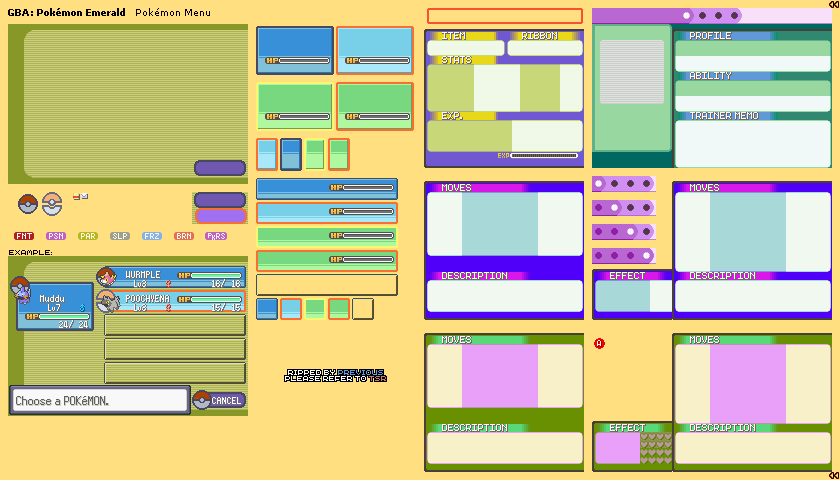 GBA: Pokémon Emerald Pokémon Menu
HP
HP
HP
HP
FNT PSN PAR SLP FRZ BRN PKRS
HP
HP
HP
HP
EXAMPLE:
WURMPLE HP
Lv3 ♀ 16/ 16
Muddu
Lv7 ♂
HP
24/ 24
POOCHYENA HP
Lv3 ♀ 15/ 15
Choose a POKéMON.
CANCEL
RIPPED BY PREVIOUS
PLEASE REFER TO TSR
ITEM RIBBON
STATS
EXP.
EXP
PROFILE
ABILITY
TRAINER MEMO
MOVES
DESCRIPTION
MOVES
EFFECT
DESCRIPTION
MOVES
DESCRIPTION
A
MOVES
EFFECT
DESCRIPTION